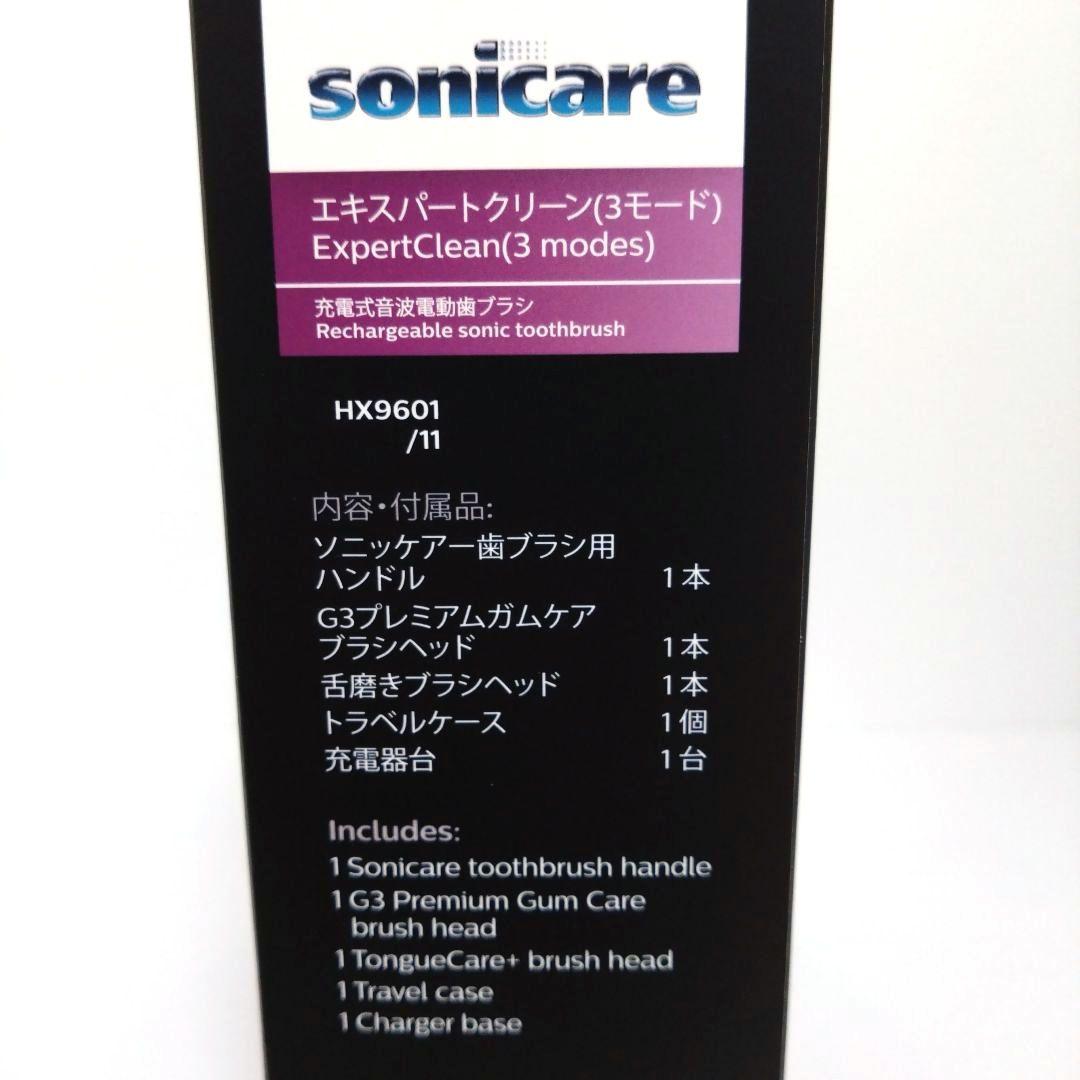 sonicare
エキスパートクリーン(3モード)
ExpertClean(3 modes)
充電式音波電動歯ブラシ
Rechargeable sonic toothbrush
HX9601
/11
内容・付属品:
ソニッケアー歯ブラシ用
ハンドル 1本
G3プレミアムガムケア
ブラシヘッド 1本
舌磨きブラシヘッド 1本
トラベルケース 1個
充電器台 1台
Includes:
1 Sonicare toothbrush handle
1 G3 Premium Gum Care
brush head
1 TongueCare+ brush head
1 Travel case
1 Charger base